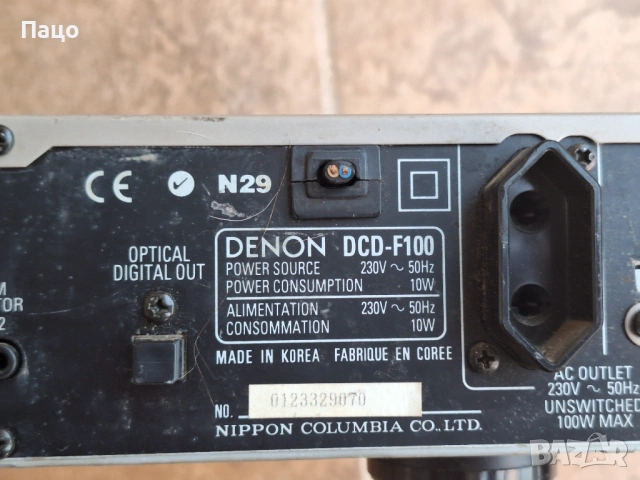 Пацо
Пацо
N29
OPTICAL
DIGITAL OUT
DENON DCD-F100
POWER SOURCE 230V ~ 50Hz
POWER CONSUMPTION 10W
ALIMENTATION 230V ~ 50Hz
CONSOMMATION 10W
MADE IN KOREA FABRIQUE EN COREE
NO. 0123329070
NIPPON COLUMBIA CO., LTD.
2
AC OUTLET
230V ~ 50Hz
UNSWITCHED
100W MAX
BAZAR